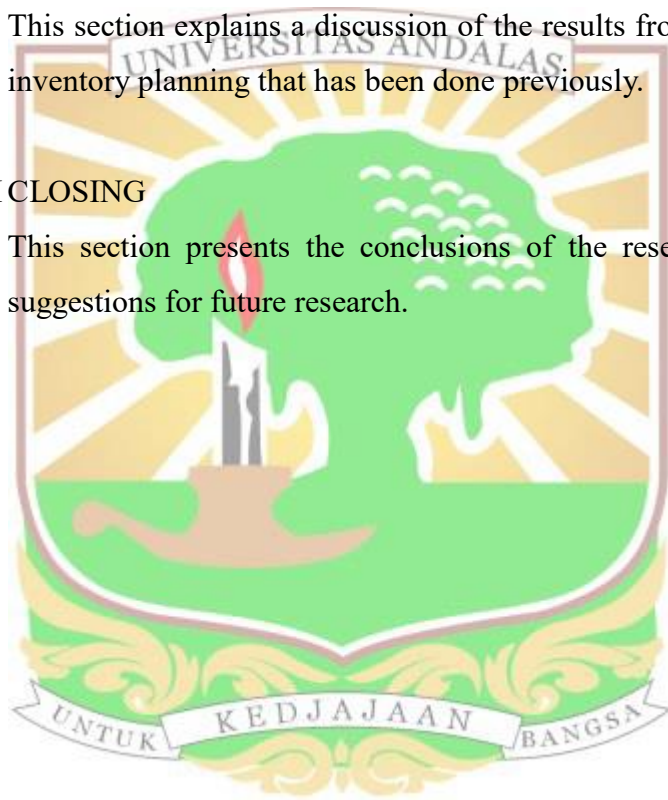 This section explains a discussion of the results fro
UNIVERSITAS ANDALAS
inventory planning that has been done previously.
CLOSING
This section presents the conclusions of the rese
suggestions for future research.
UNTUK KEDJAJAAN BANGSA